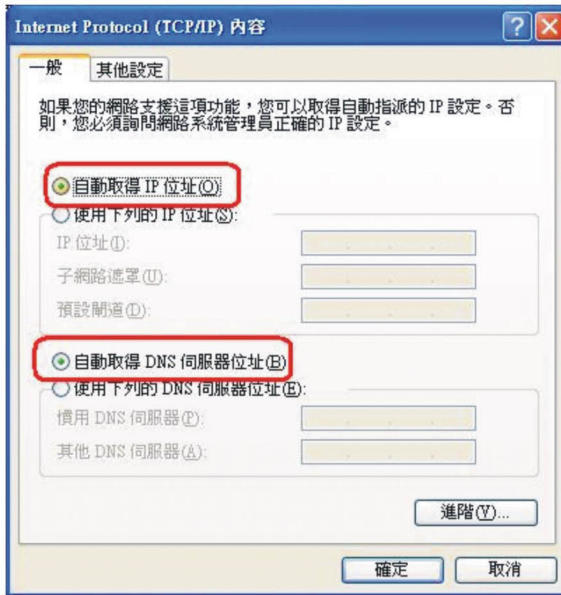 Internet Protocol (TCP/IP) 內容
一般 其他設定
如果您的網路支援這項功能，您可以取得自動指派的 IP 設定。否
則，您必須詢問網路系統管理員正確的 IP 設定。
自動取得 IP 位址(O)
使用下列的 IP 位址(S):
IP 位址(I):
子網路遮罩(U):
預設閘道(D):
自動取得 DNS 伺服器位址(B)
使用下列的 DNS 伺服器位址(E):
慣用 DNS 伺服器(P):
其他 DNS 伺服器(A):
進階(V)...
確定 取消